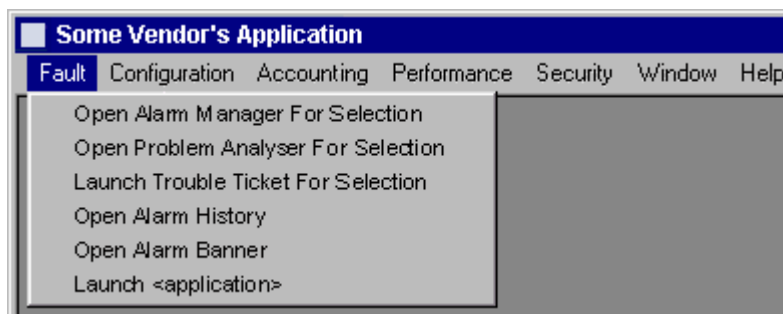 Some Vendor's Application
Fault Configuration Accounting Performance Security Window Help
Open Alarm Manager For Selection
Open Problem Analyser For Selection
Launch Trouble Ticket For Selection
Open Alarm History
Open Alarm Banner
Launch <application>